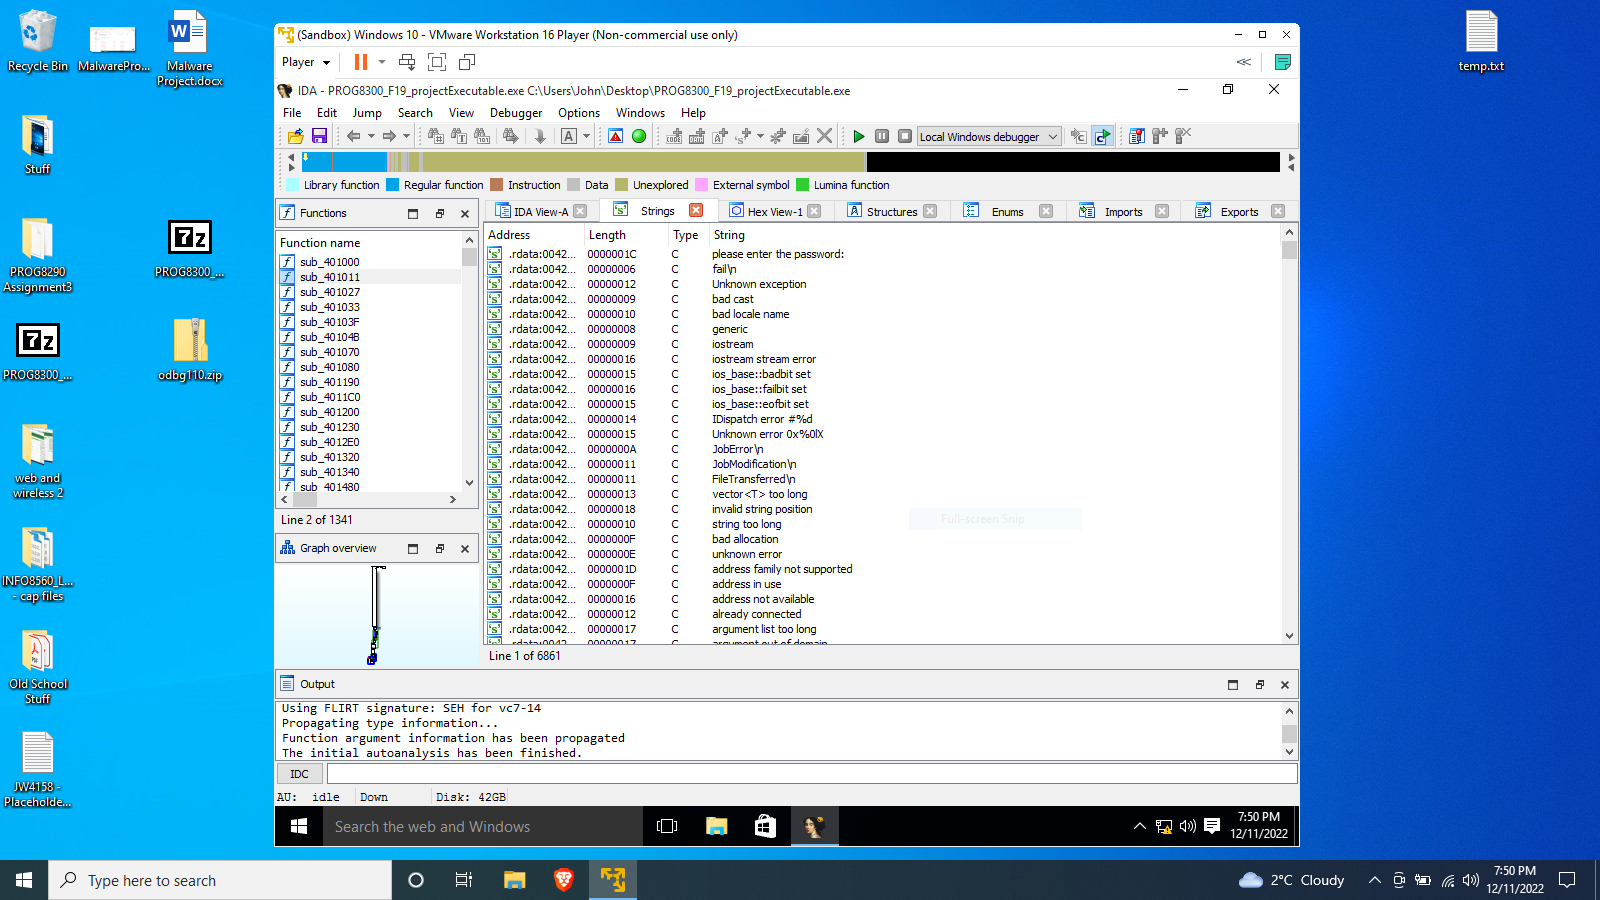 Recycle Bin
MalwarePro...
Malware
Project.docx
Stuff
PROG8290
Assignment3
PROG8300_...
PROG8300_...
odbg110.zip
web and
wireless 2
INFO8560_L...
- cap files
Old School
Stuff
JW4158 -
Placeholde...
temp.txt
(Sandbox) Windows 10 - VMware Workstation 16 Player (Non-commercial use only)
Player
IDA - PROG8300_F19_projectExecutable.exe C:\Users\John\Desktop\PROG8300_F19_projectExecutable.exe
File Edit Jump Search View Debugger Options Windows Help
Local Windows debugger
Library function Regular function Instruction Data Unexplored External symbol Lumina function
Functions
Function name
sub_401000
sub_401011
sub_401027
sub_401033
sub_40103F
sub_40104B
sub_401070
sub_401080
sub_401190
sub_4011C0
sub_401200
sub_401230
sub_4012E0
sub_401320
sub_401340
sub_401480
Line 2 of 1341
Graph overview
IDA View-A Strings Hex View-1 Structures Enums Imports Exports
Address Length Type String
.rdata:0042... 0000001C C please enter the password:
.rdata:0042... 00000006 C fail\n
.rdata:0042... 00000012 C Unknown exception
.rdata:0042... 00000009 C bad cast
.rdata:0042... 00000010 C bad locale name
.rdata:0042... 00000008 C generic
.rdata:0042... 00000009 C iostream
.rdata:0042... 00000016 C iostream stream error
.rdata:0042... 00000015 C ios_base::badbit set
.rdata:0042... 00000016 C ios_base::failbit set
.rdata:0042... 00000015 C ios_base::eofbit set
.rdata:0042... 00000014 C IDispatch error #%d
.rdata:0042... 00000015 C Unknown error 0x%0lX
.rdata:0042... 0000000A C JobError\n
.rdata:0042... 00000011 C JobModification\n
.rdata:0042... 00000011 C FileTransferred\n
.rdata:0042... 00000013 C vector<T> too long
.rdata:0042... 00000018 C invalid string position
.rdata:0042... 00000010 C string too long
.rdata:0042... 0000000F C bad allocation
.rdata:0042... 0000000E C unknown error
.rdata:0042... 0000001D C address family not supported
.rdata:0042... 0000000F C address in use
.rdata:0042... 00000016 C address not available
.rdata:0042... 00000012 C already connected
.rdata:0042... 00000017 C argument list too long
.rdata:0042... 00000017 C argument out of domain
Full-screen Snip
Line 1 of 6861
Output
Using FLIRT signature: SEH for vc7-14
Propagating type information...
Function argument information has been propagated
The initial autoanalysis has been finished.
IDC
AU: idle Down Disk: 42GB
Search the web and Windows
7:50 PM
12/11/2022
Type here to search
2°C Cloudy
7:50 PM
12/11/2022